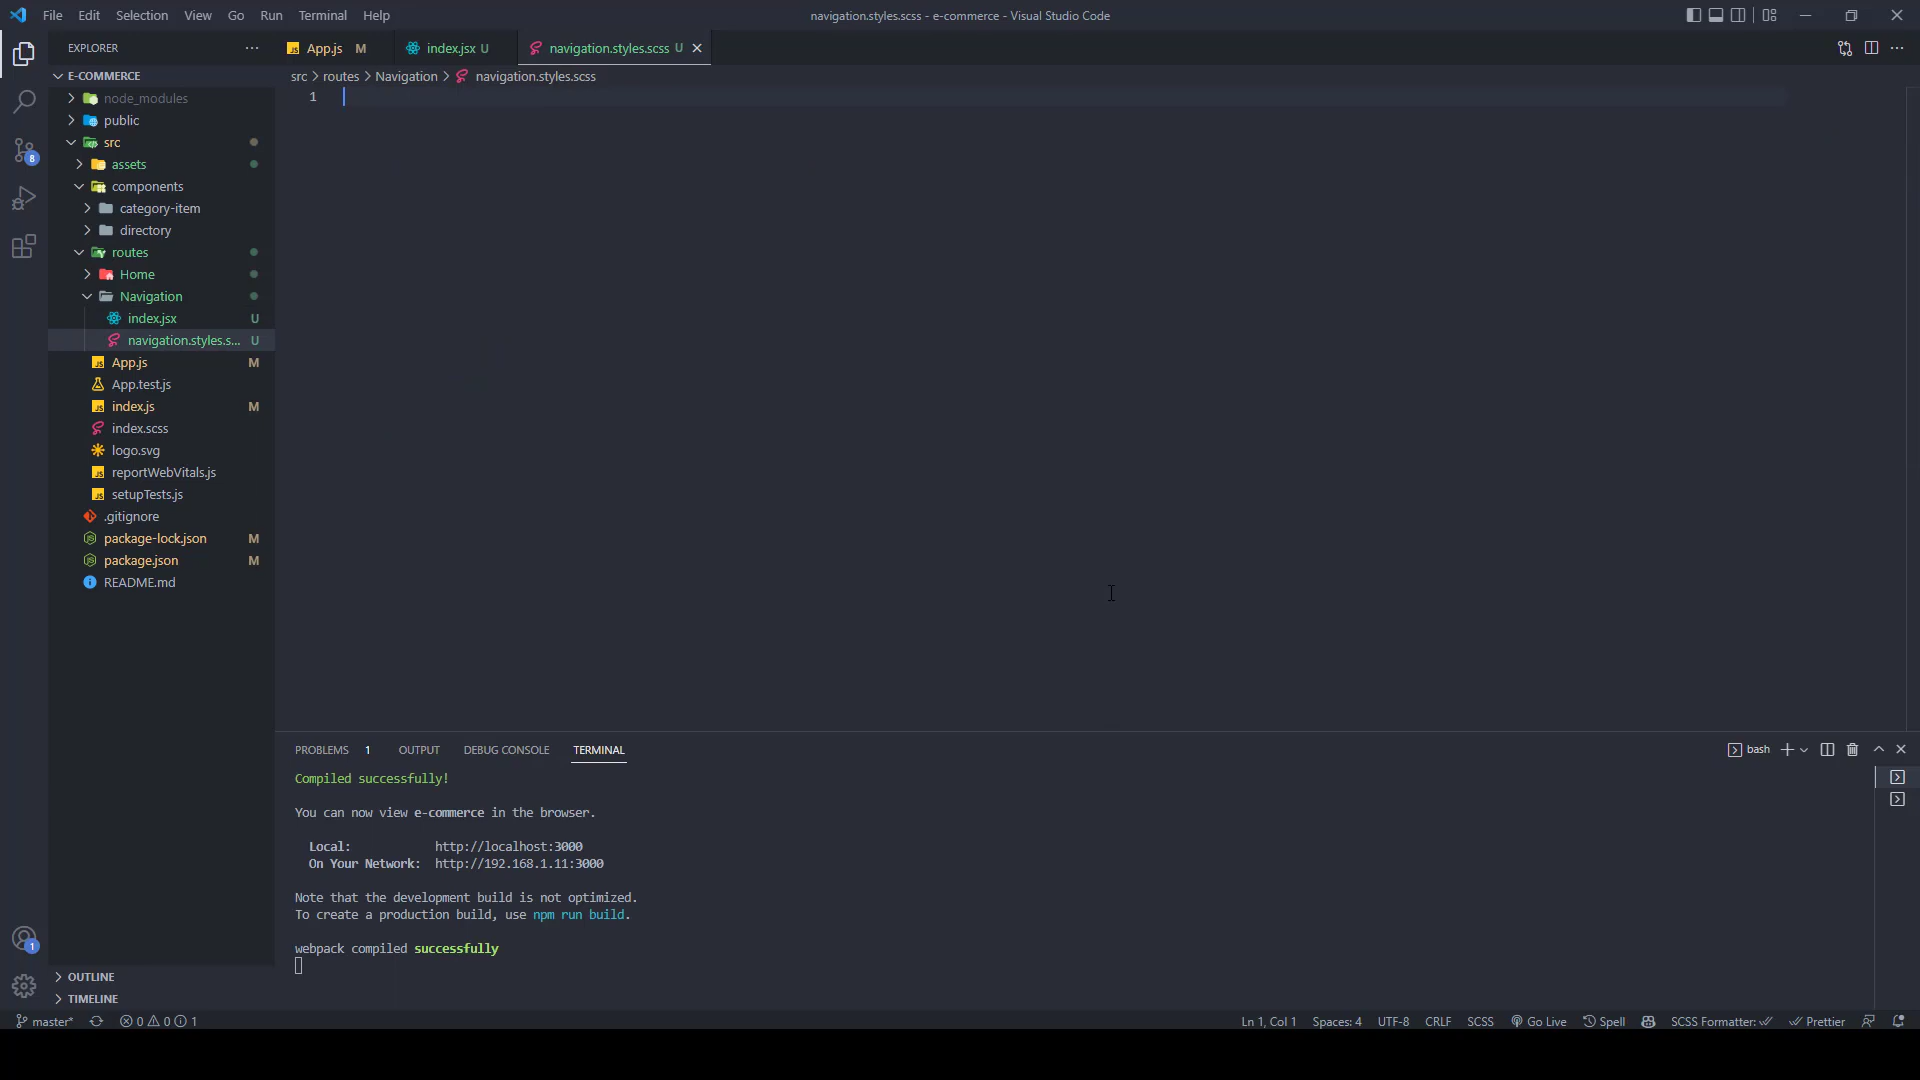 File Edit Selection View Go Run Terminal Help
navigation.styles.scss - e-commerce - Visual Studio Code
EXPLORER
App.js M
index.jsx U
navigation.styles.scss U
E-COMMERCE
src > routes > Navigation > navigation.styles.scss
1
node_modules
public
src
assets
components
category-item
directory
routes
Home
Navigation
index.jsx U
navigation.styles.s... U
App.js M
App.test.js
index.js M
index.scss
logo.svg
reportWebVitals.js
setupTests.js
.gitignore
package-lock.json M
package.json M
README.md
OUTLINE
TIMELINE
8
1
PROBLEMS 1 OUTPUT DEBUG CONSOLE TERMINAL
bash
Compiled successfully!
You can now view e-commerce in the browser.
Local: http://localhost:3000
On Your Network: http://192.168.1.11:3000
Note that the development build is not optimized.
To create a production build, use npm run build.
webpack compiled successfully
master* 0 0 1
Ln 1, Col 1 Spaces: 4 UTF-8 CRLF SCSS Go Live Spell SCSS Formatter: Prettier